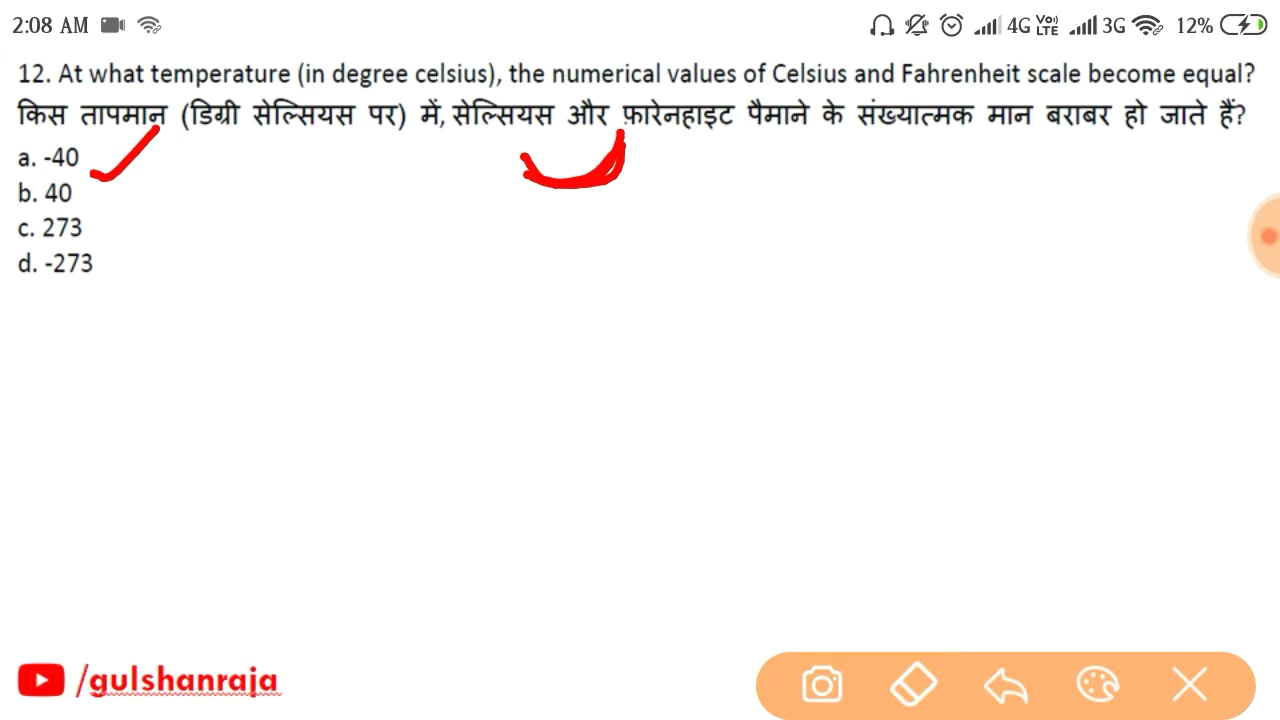 2:08 AM 4G Vo) LTE 3G 12%
12. At what temperature (in degree celsius), the numerical values of Celsius and Fahrenheit scale become equal?
किस तापमान (डिग्री सेल्सियस पर) में, सेल्सियस और फ़ारेनहाइट पैमाने के संख्यात्मक मान बराबर हो जाते हैं?
a. -40
b. 40
c. 273
d. -273
/gulshanraja